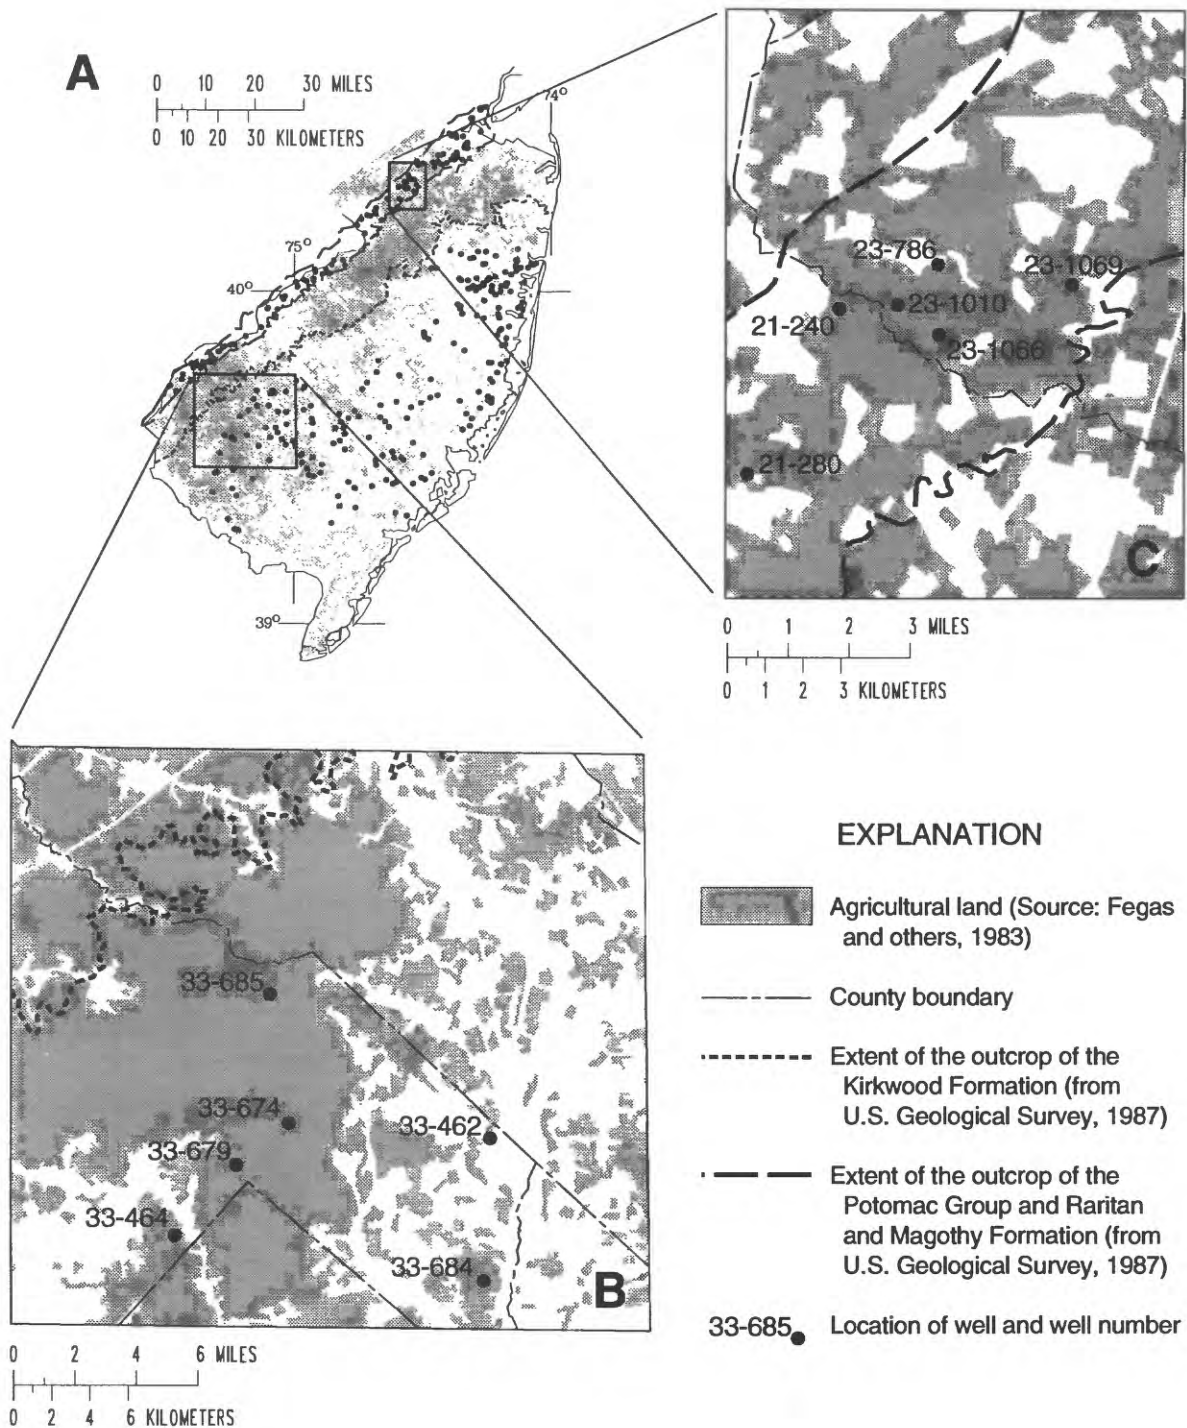 A
0 10 20 30 MILES
0 10 20 30 KILOMETERS
74°
75°
40°
39°
23-786
23-1069
23-1010
21-240
23-1066
21-280
C
0 1 2 3 MILES
0 1 2 3 KILOMETERS
33-685
33-674
33-462
33-679
33-464
33-684
B
0 2 4 6 MILES
0 2 4 6 KILOMETERS
EXPLANATION
Agricultural land (Source: Fegas
and others, 1983)
County boundary
Extent of the outcrop of the
Kirkwood Formation (from
U.S. Geological Survey, 1987)
Extent of the outcrop of the
Potomac Group and Raritan
and Magothy Formation (from
U.S. Geological Survey, 1987)
33-685 Location of well and well number